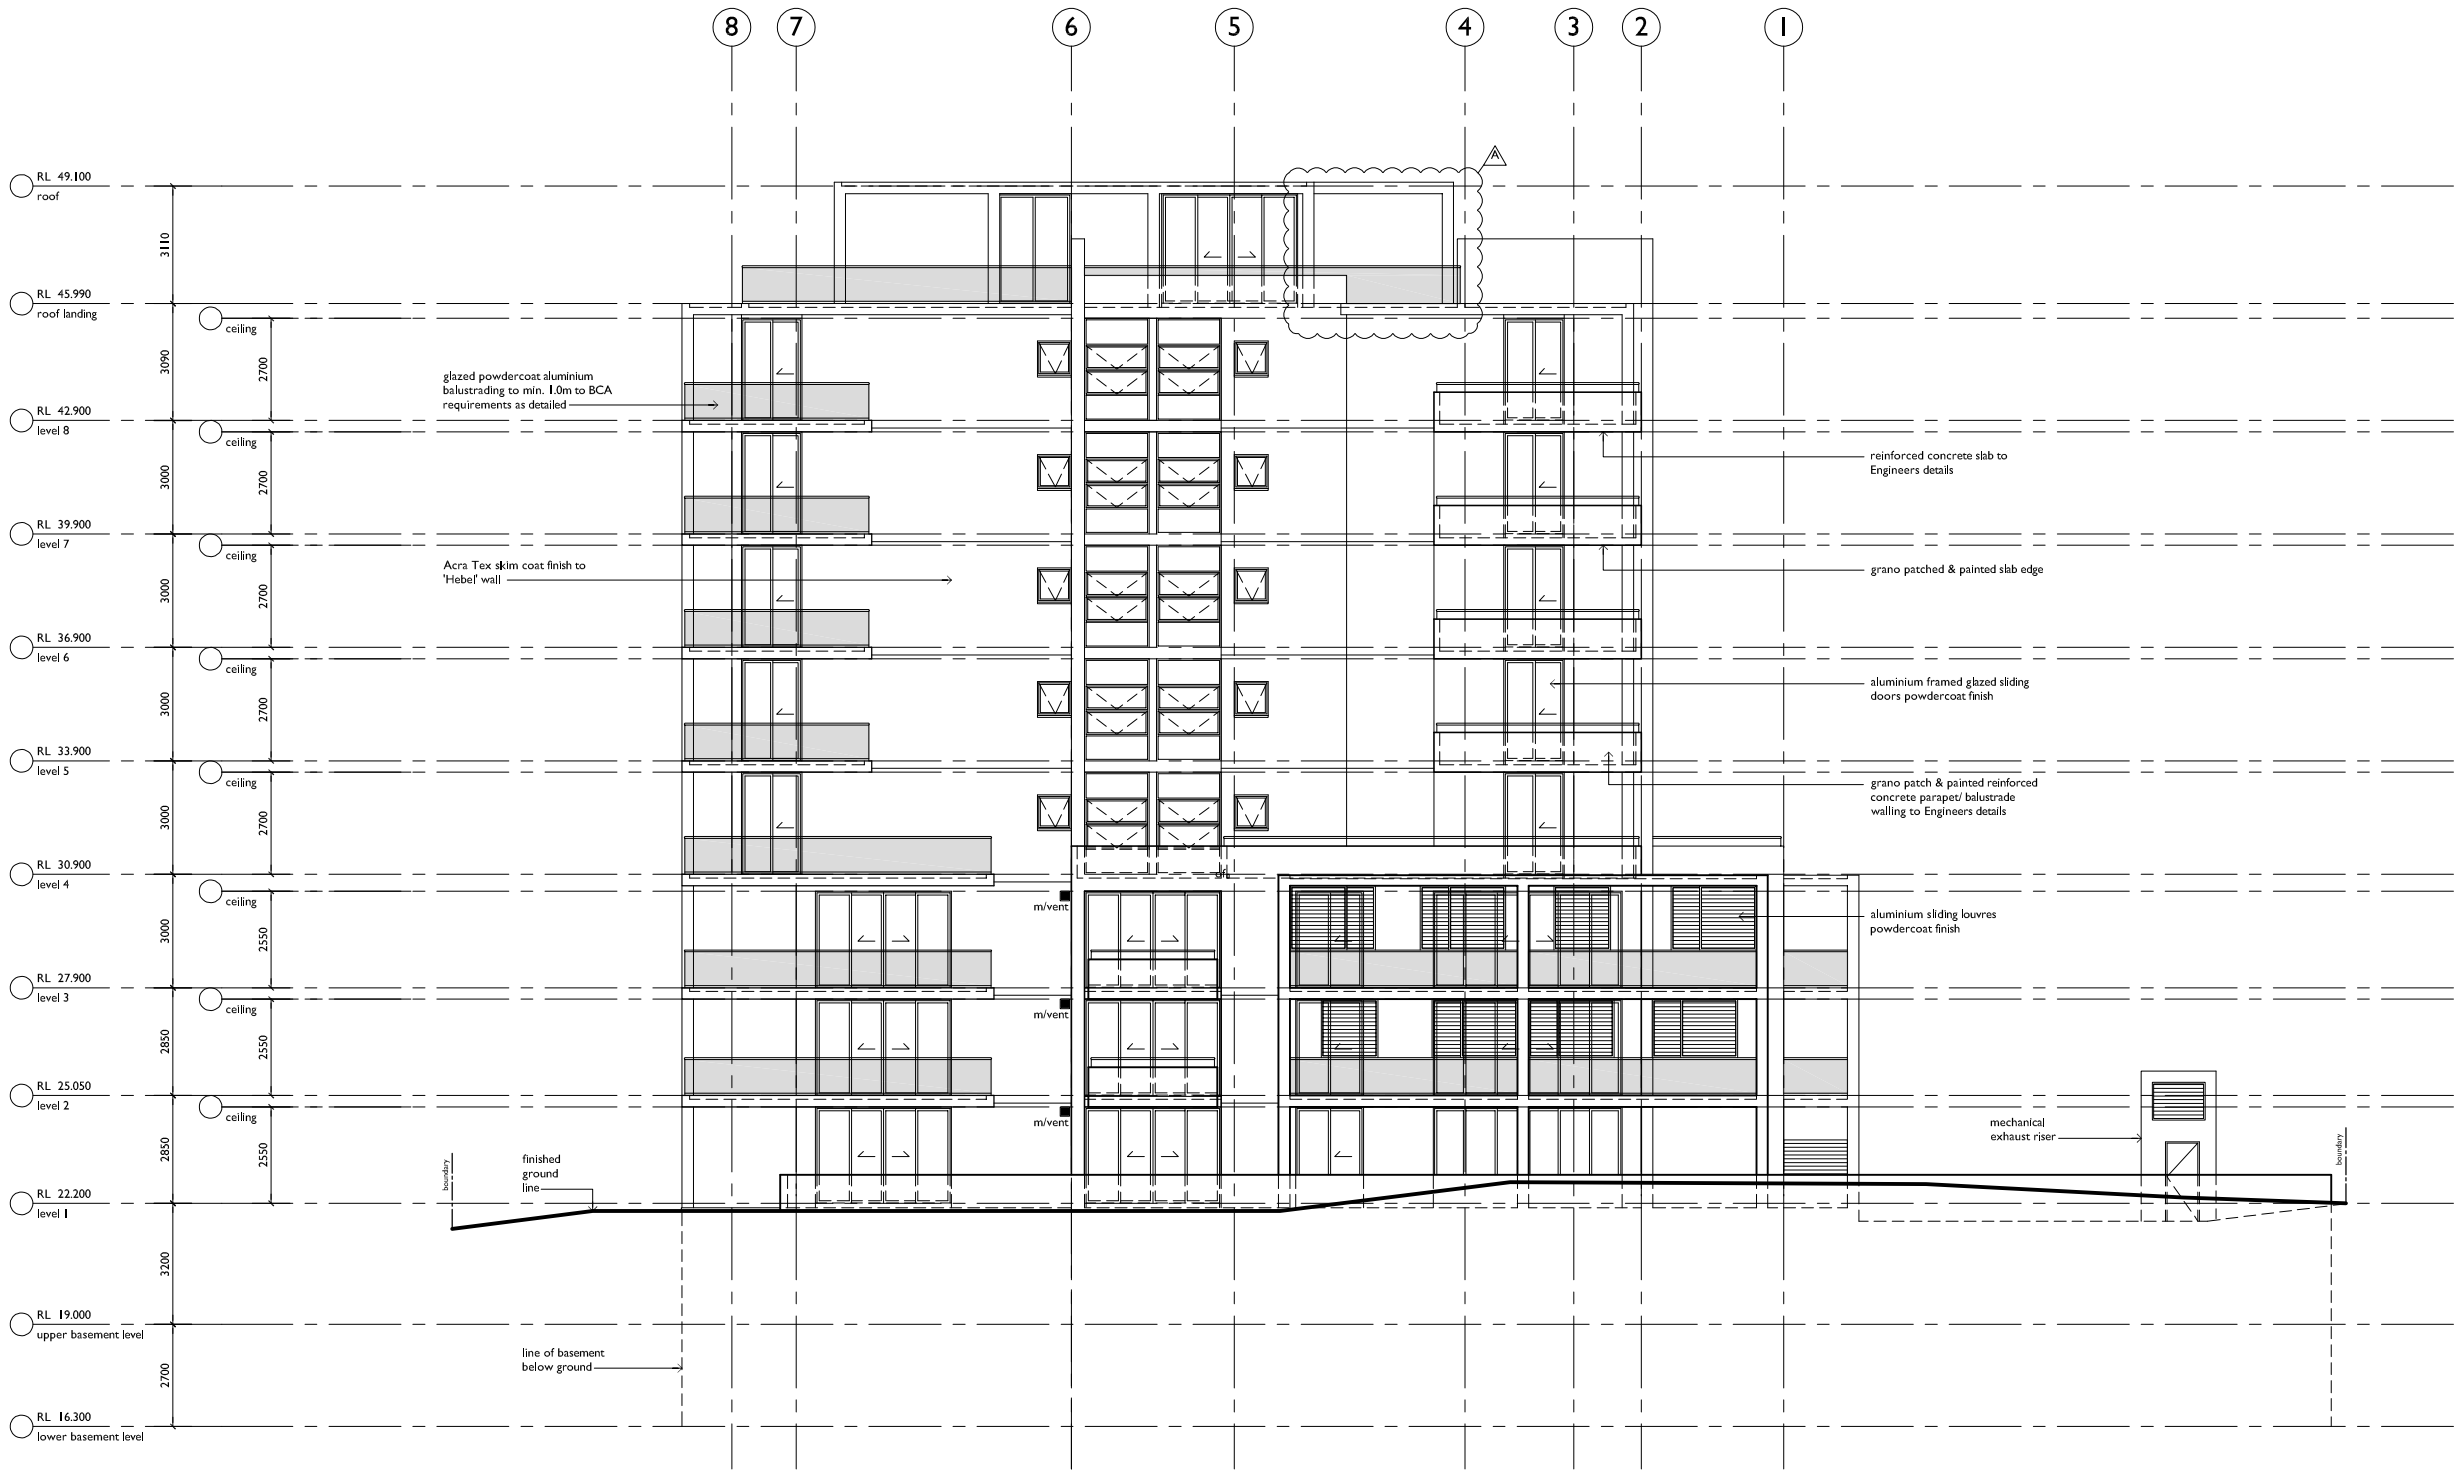 8 7 6 5 4 3 2 1
A
RL 49.100
roof
3110
RL 45.990
roof landing
ceiling
3090
2700
glazed powdercoat aluminium
balustrading to min. 1.0m to BCA
requirements as detailed
RL 42.900
level 8
ceiling
reinforced concrete slab to
Engineers details
3000
2700
RL 39.900
level 7
ceiling
Acra Tex skim coat finish to
'Hebel' wall
grano patched & painted slab edge
3000
2700
RL 36.900
level 6
ceiling
aluminium framed glazed sliding
doors powdercoat finish
3000
2700
RL 33.900
level 5
ceiling
grano patch & painted reinforced
concrete parapet/ balustrade
walling to Engineers details
3000
2700
RL 30.900
level 4
ceiling
m/vent
aluminium sliding louvres
powdercoat finish
3000
2550
RL 27.900
level 3
ceiling
m/vent
2850
2550
RL 25.050
level 2
ceiling
m/vent
mechanical
exhaust riser
2850
2550
boundary
finished
ground
line
boundary
RL 22.200
level 1
3200
RL 19.000
upper basement level
line of basement
below ground
2700
RL 16.300
lower basement level